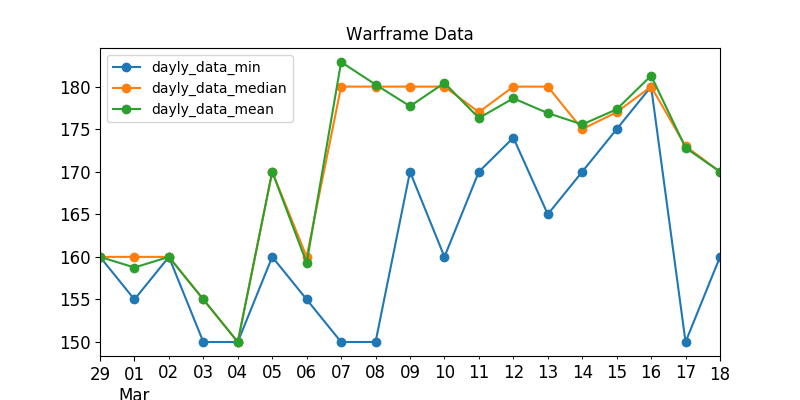 Warframe Data
dayly_data_min
dayly_data_median
dayly_data_mean
180
175
170
165
160
155
150
29 01 02 03 04 05 06 07 08 09 10 11 12 13 14 15 16 17 18
Mar